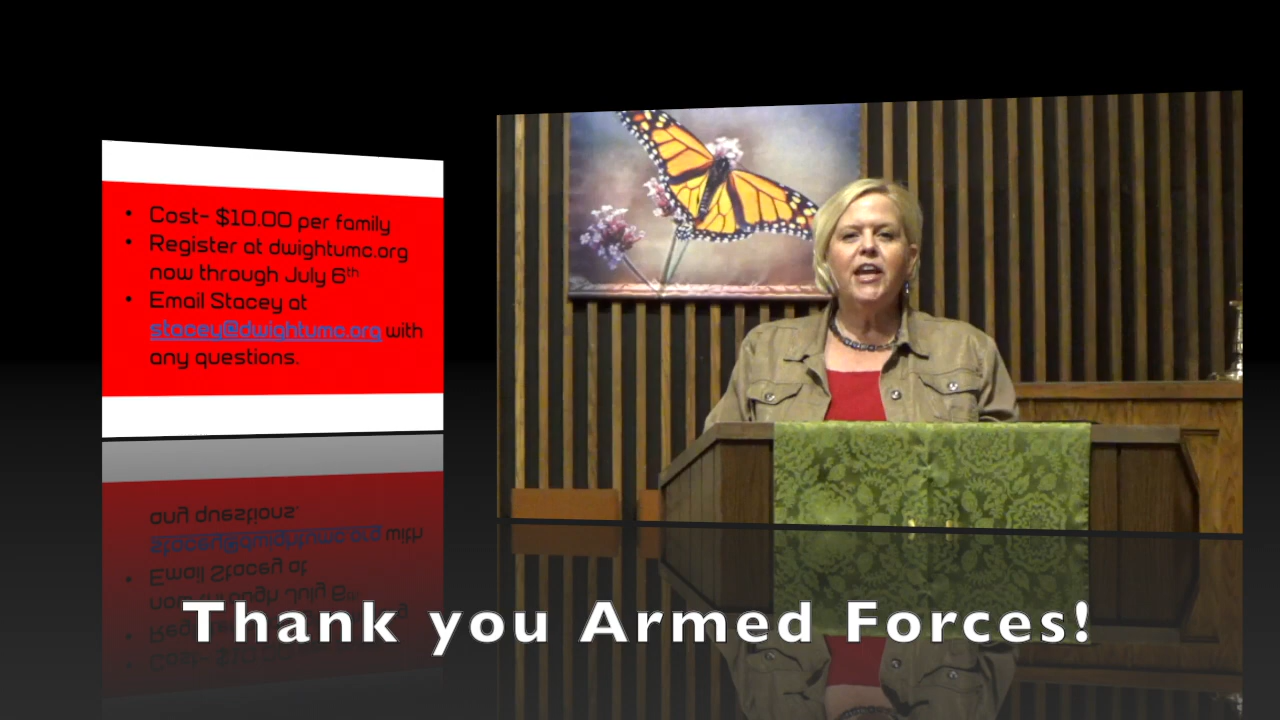 • Cost- $10.00 per family
• Register at dwightumc.org
now through July 6th
• Email Stacey at
stacey@dwightumc.org with
any questions.
Thank you Armed Forces!